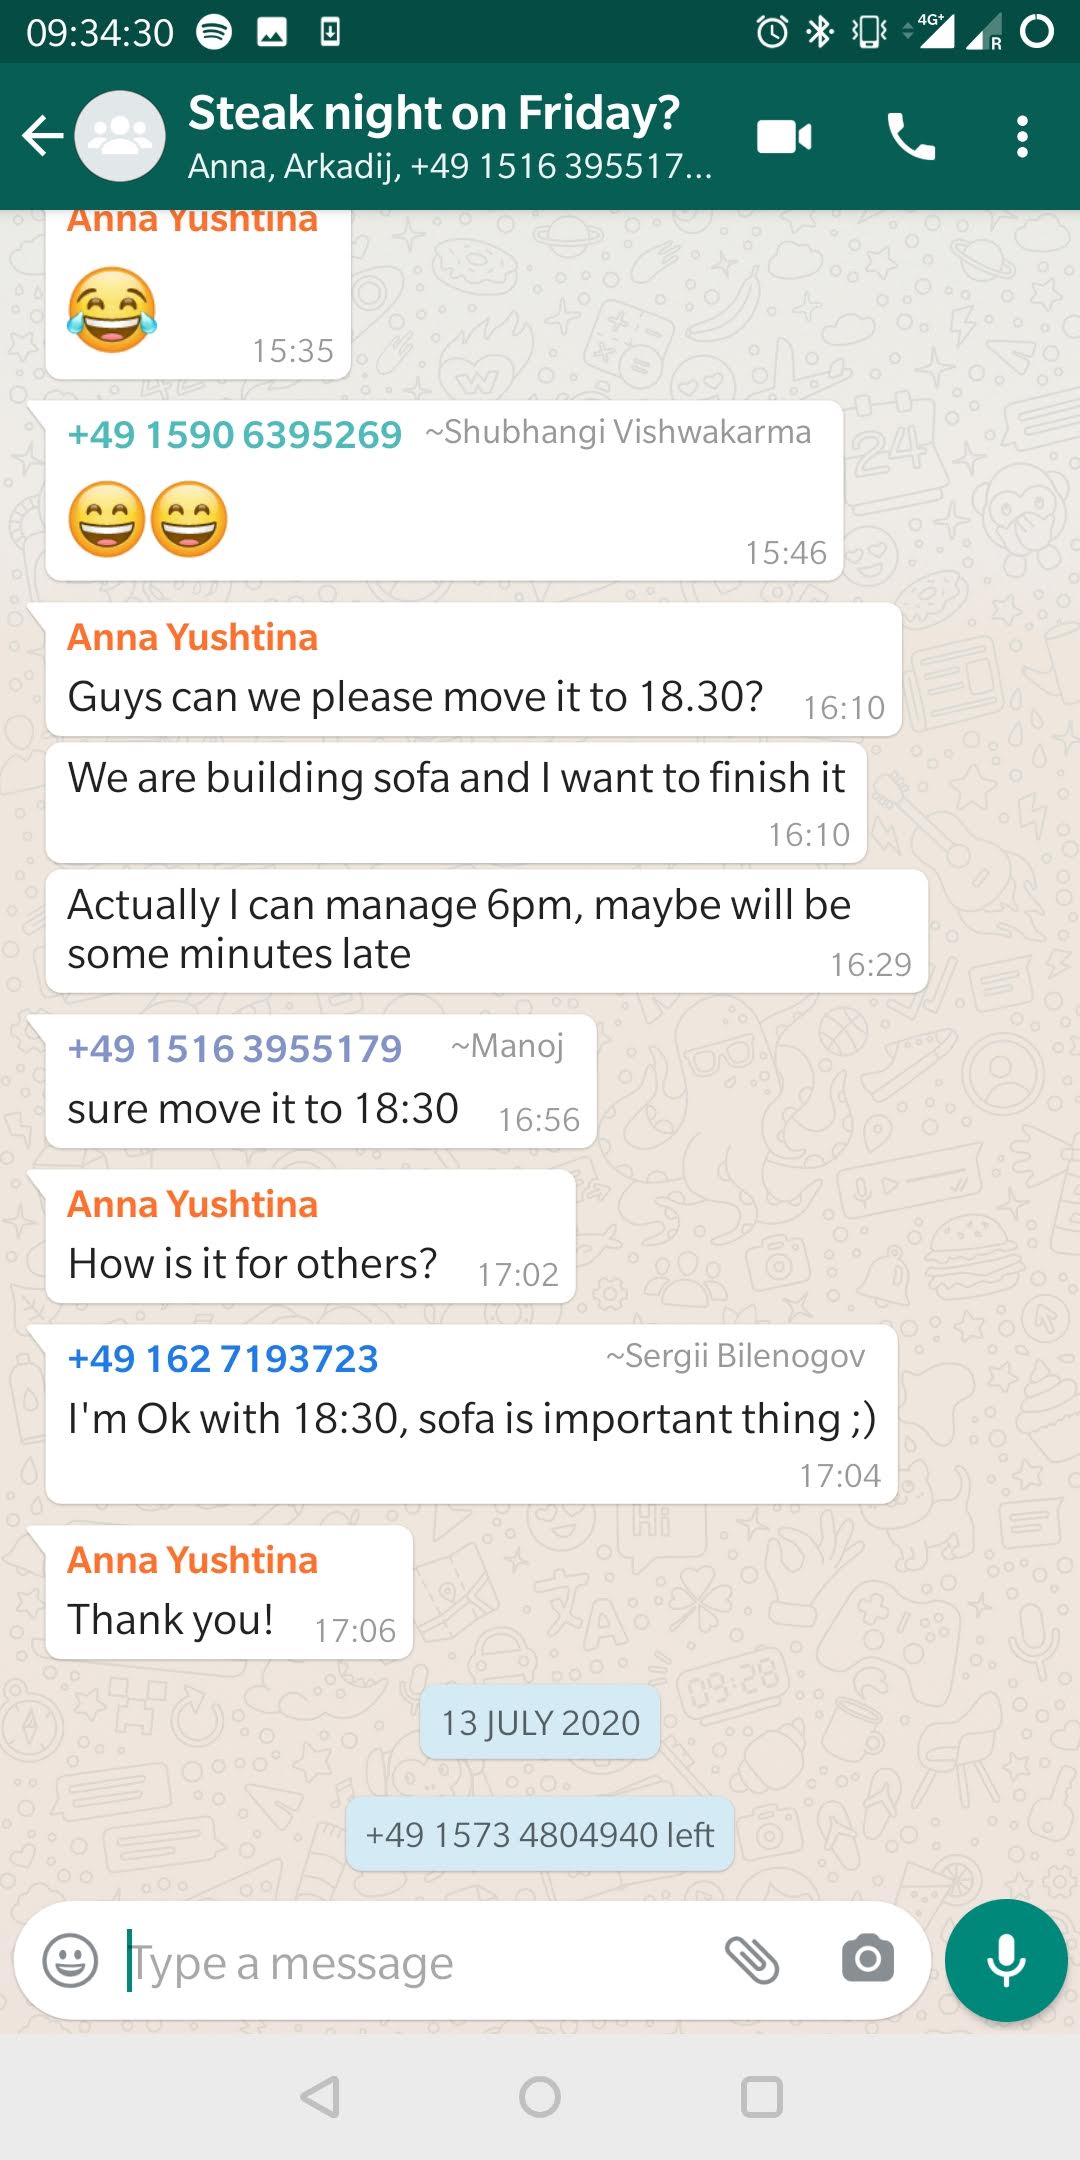 09:34:30
4G+
R
Steak night on Friday?
Anna, Arkadij, +49 1516 395517...
Anna Yushtina
😂
15:35
+49 1590 6395269 ~Shubhangi Vishwakarma
😄😄
15:46
Anna Yushtina
Guys can we please move it to 18.30? 16:10
We are building sofa and I want to finish it
16:10
Actually I can manage 6pm, maybe will be
some minutes late 16:29
+49 1516 3955179 ~Manoj
sure move it to 18:30 16:56
Anna Yushtina
How is it for others? 17:02
+49 162 7193723 ~Sergii Bilenogov
I'm Ok with 18:30, sofa is important thing ;)
17:04
Anna Yushtina
Thank you! 17:06
13 JULY 2020
+49 1573 4804940 left
Type a message